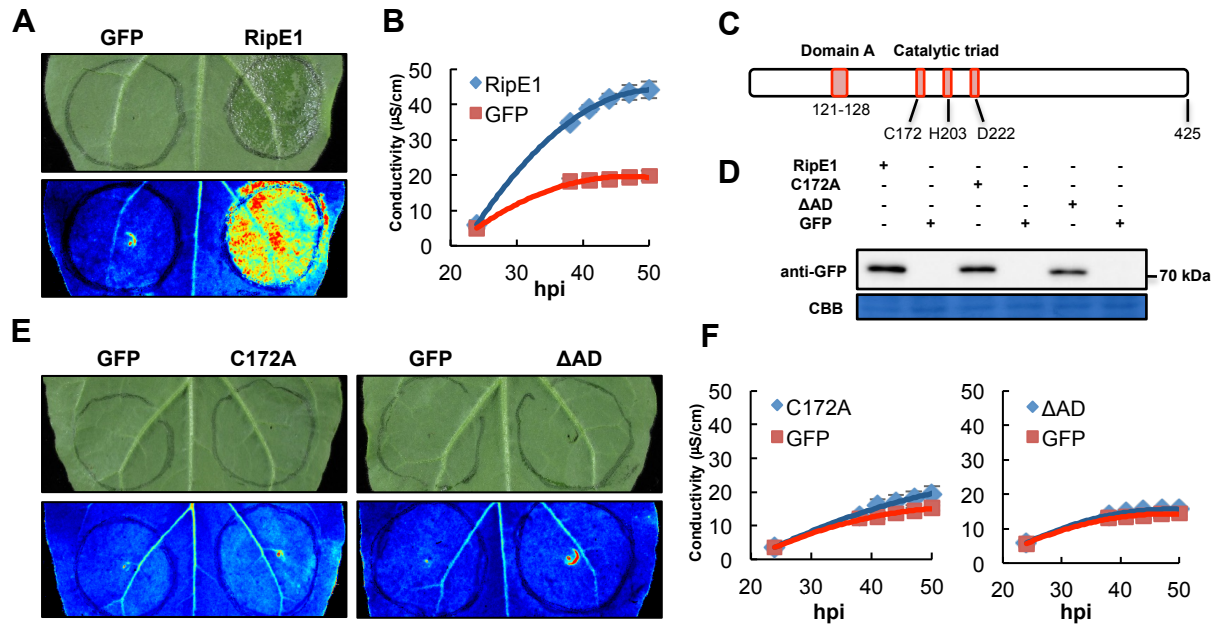 A
GFP RipE1
B
Conductivity (µS/cm)
50
40
30
20
10
0
RipE1
GFP
20 30 40 50
hpi
C
Domain A Catalytic triad
121-128
C172 H203 D222
425
D
RipE1 + - - - - -
C172A - - + - - -
ΔAD - - - - + -
GFP - + - + - +
anti-GFP
70 kDa
CBB
E
GFP C172A
GFP ΔAD
F
Conductivity (µS/cm)
50
40
30
20
10
0
C172A
GFP
20 30 40 50
hpi
50
40
30
20
10
0
ΔAD
GFP
20 30 40 50
hpi